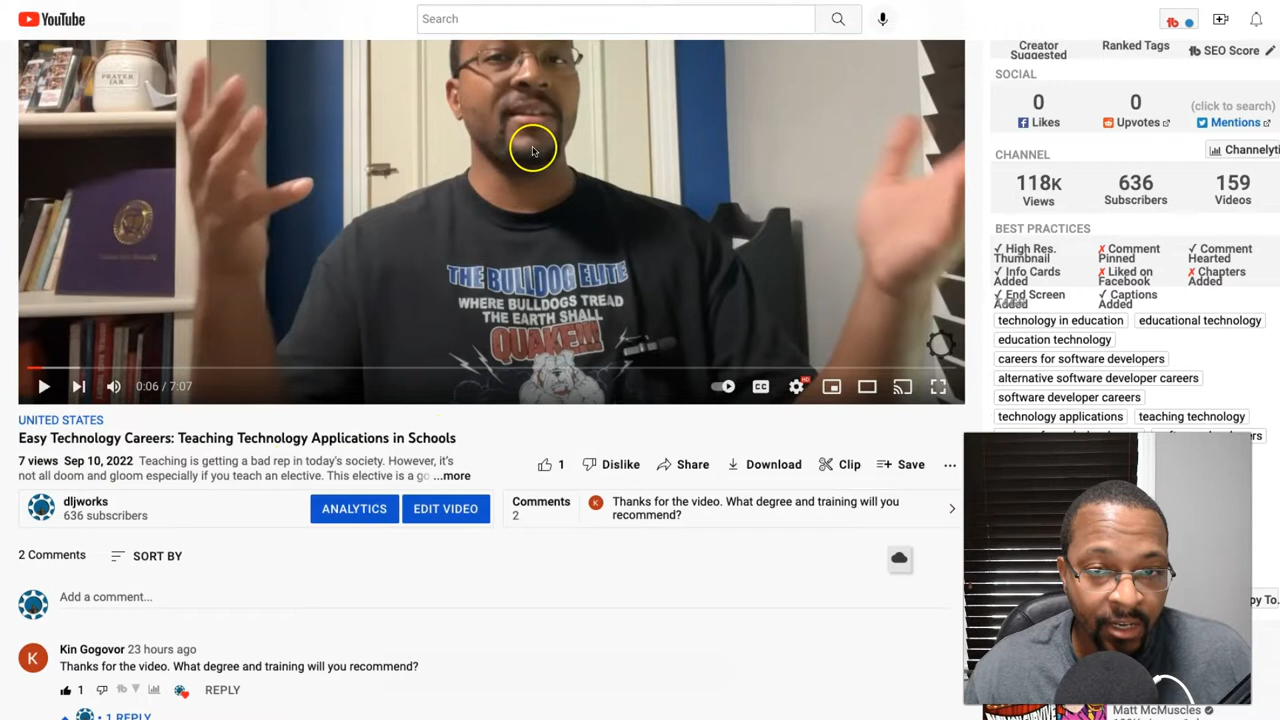 YouTube
Search
tb
PRAYER
JAR
THE BULLDOG ELITE
WHERE BULLDOGS TREAD
THE EARTH SHALL
QUAKE!!!
0:06 / 7:07
CC
HD
UNITED STATES
Easy Technology Careers: Teaching Technology Applications in Schools
7 views Sep 10, 2022 Teaching is getting a bad rep in today's society. However, it's
not all doom and gloom especially if you teach an elective. This elective is a go ...more
1 Dislike Share Download Clip Save
dljworks
636 subscribers
ANALYTICS EDIT VIDEO
Comments
2
K
Thanks for the video. What degree and training will you
recommend?
2 Comments SORT BY
Add a comment...
K
Kin Gogovor 23 hours ago
Thanks for the video. What degree and training will you recommend?
1 tb REPLY
1 REPLY
Creator
Suggested
Ranked Tags
tb SEO Score
SOCIAL
0 0 (click to search)
Likes Upvotes Mentions
CHANNEL
Channelyti
118K 636 159
Views Subscribers Videos
BEST PRACTICES
✓ High Res.
Thumbnail
✗ Comment
Pinned
✓ Comment
Hearted
✓ Info Cards
Added
✗ Liked on
Facebook
✗ Chapters
Added
✓ End Screen
Added
✓ Captions
Added
technology in education educational technology
education technology
careers for software developers
alternative software developer careers
software developer careers
technology applications teaching technology
py To...
Matt McMuscles